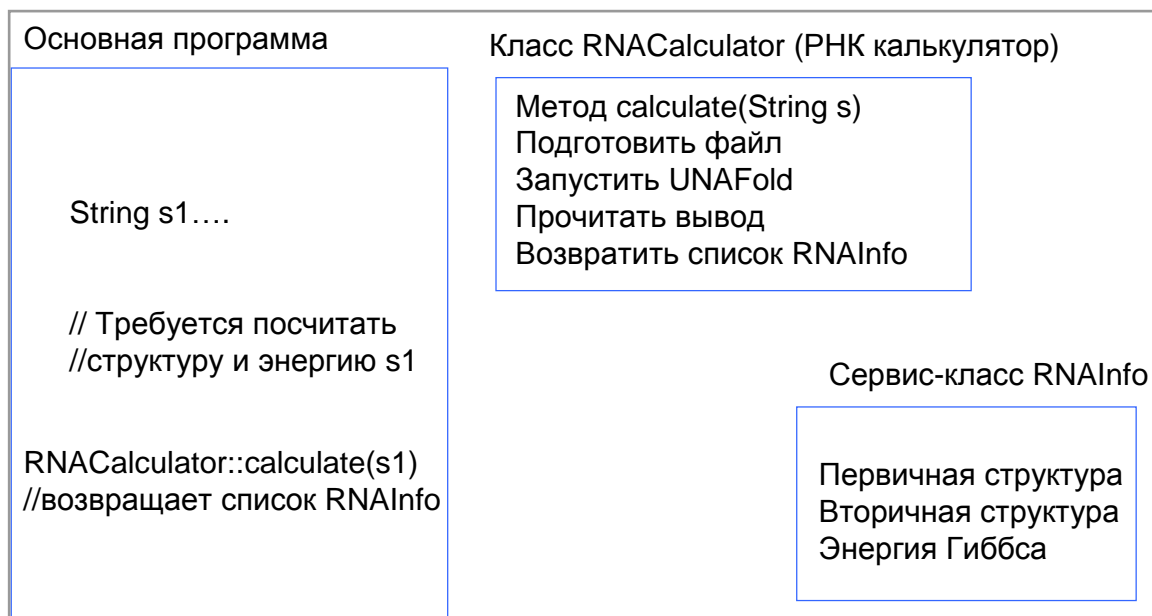 Основная программа
String s1....
// Требуется посчитать
//структуру и энергию s1
RNACalculator::calculate(s1)
//возвращает список RNAInfo
Класс RNACalculator (РНК калькулятор)
Метод calculate(String s)
Подготовить файл
Запустить UNAFold
Прочитать вывод
Возвратить список RNAInfo
Сервис-класс RNAInfo
Первичная структура
Вторичная структура
Энергия Гиббса